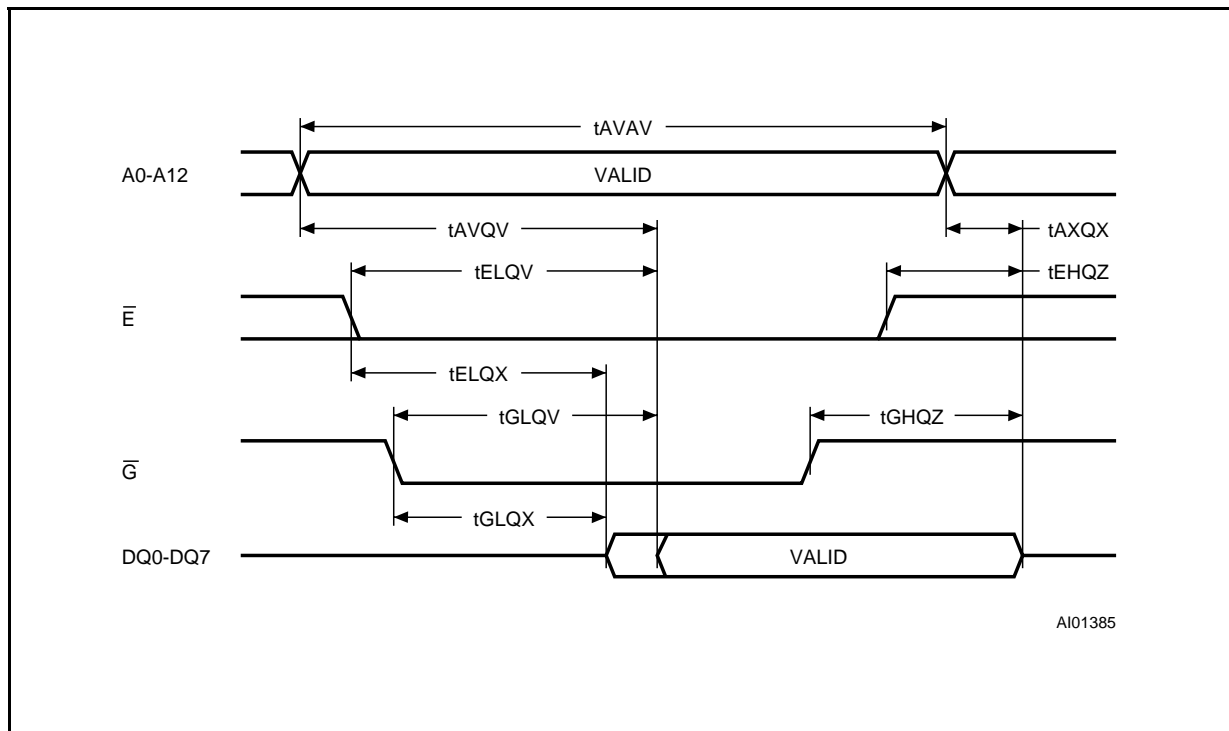 tAVAV
A0-A12
VALID
tAVQV
tAXQX
tELQV
tEHQZ
E̅
tELQX
tGLQV
tGHQZ
G̅
tGLQX
DQ0-DQ7
VALID
AI01385